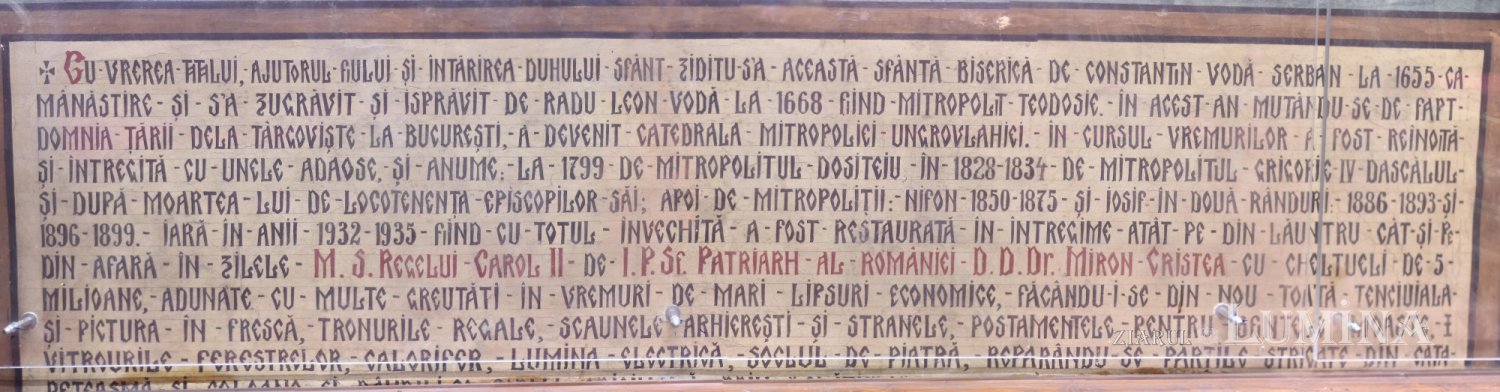 ✠ CU-VREREA-TATĂLUI, AJUTORUL-FIULUI ȘI-ÎNTĂRIREA-DUHULUI-SFÂNT-ZIDITU-S'A-ACEASTĂ-SFÂNTĂ-BISERICĂ-DE-CONSTANTIN-VODĂ-SERBAN-LA-1655-CA-
MĂNĂSTIRE-ȘI-S'A-ZUGRĂVIT-ȘI-ISPRĂVIT-DE-RADU-LEON-VODĂ-LA-1668-FIIND-MITROPOLIT-TEODOSIE. ÎN-ACEST-AN-MUTÂNDU-SE-DE-FAPT-
DOMNIA-ȚĂRII-DELA-TÂRGOVIȘTE-LA-BUCUREȘTI, A-DEVENIT-CATEDRALA-MITROPOLIEI-UNGROVLAHIEI.-ÎN-CURSUL-VREMURILOR-A-FOST-REÎNOITĂ-
ȘI-ÎNTREGITĂ-CU-UNELE-ADAOSE, ȘI-ANUME:-LA-1799-DE-MITROPOLITUL-DOSITEIU-ÎN-1828-1834-DE-MITROPOLITUL-GRIGORIE-IV-DASCĂLUL-
ȘI-DUPĂ-MOARTEA-LUI-DE-LOCOTENENȚA-EPISCOPILOR-SĂI; APOI-DE-MITROPOLIȚII:-NIFON-1850-1875-ȘI-IOSIF-ÎN-DOUĂ-RÂNDURI:-1886-1893-ȘI-
1896-1899.-IARĂ-ÎN-ANII-1932-1935-FIIND-CU-TOTUL-ÎNVECHITĂ-A-FOST-RESTAURATĂ-ÎN-ÎNTREGIME-ATÂT-PE-DIN-LĂUNTRU-CÂT-ȘI-PE-
DIN-AFARĂ-ÎN-ZILELE-M. S. REGELUI-CAROL II-DE-I. P. SF. PATRIARH-AL-ROMÂNIEI-D. D. DR. MIRON-CRISTEA-CU-CHELTUELI-DE-5-
MILIOANE,-ADUNATE-CU-MULTE-GREUTĂȚI-ÎN-VREMURI-DE-MARI-LIPSURI-ECONOMICE,-FĂCÂNDU-I-SE-DIN-NOU-TOATĂ-TENCIUIALA-
ȘI-PICTURA-ÎN-FRESCĂ,-TRONURILE-REGALE,-SCAUNELE-ARHIEREȘTI-ȘI-STRANELE,-POSTAMENTELE-PENTRU
VITROURILE-FERESTRELOR,-CALORIFER,-LUMINA-ELECTRICĂ,-SOCLUL-DE-PIATRĂ,-REPARÂNDU-SE-PĂRȚILE-STRICATE-DIN-CATA-
ZIARUL LUMINA